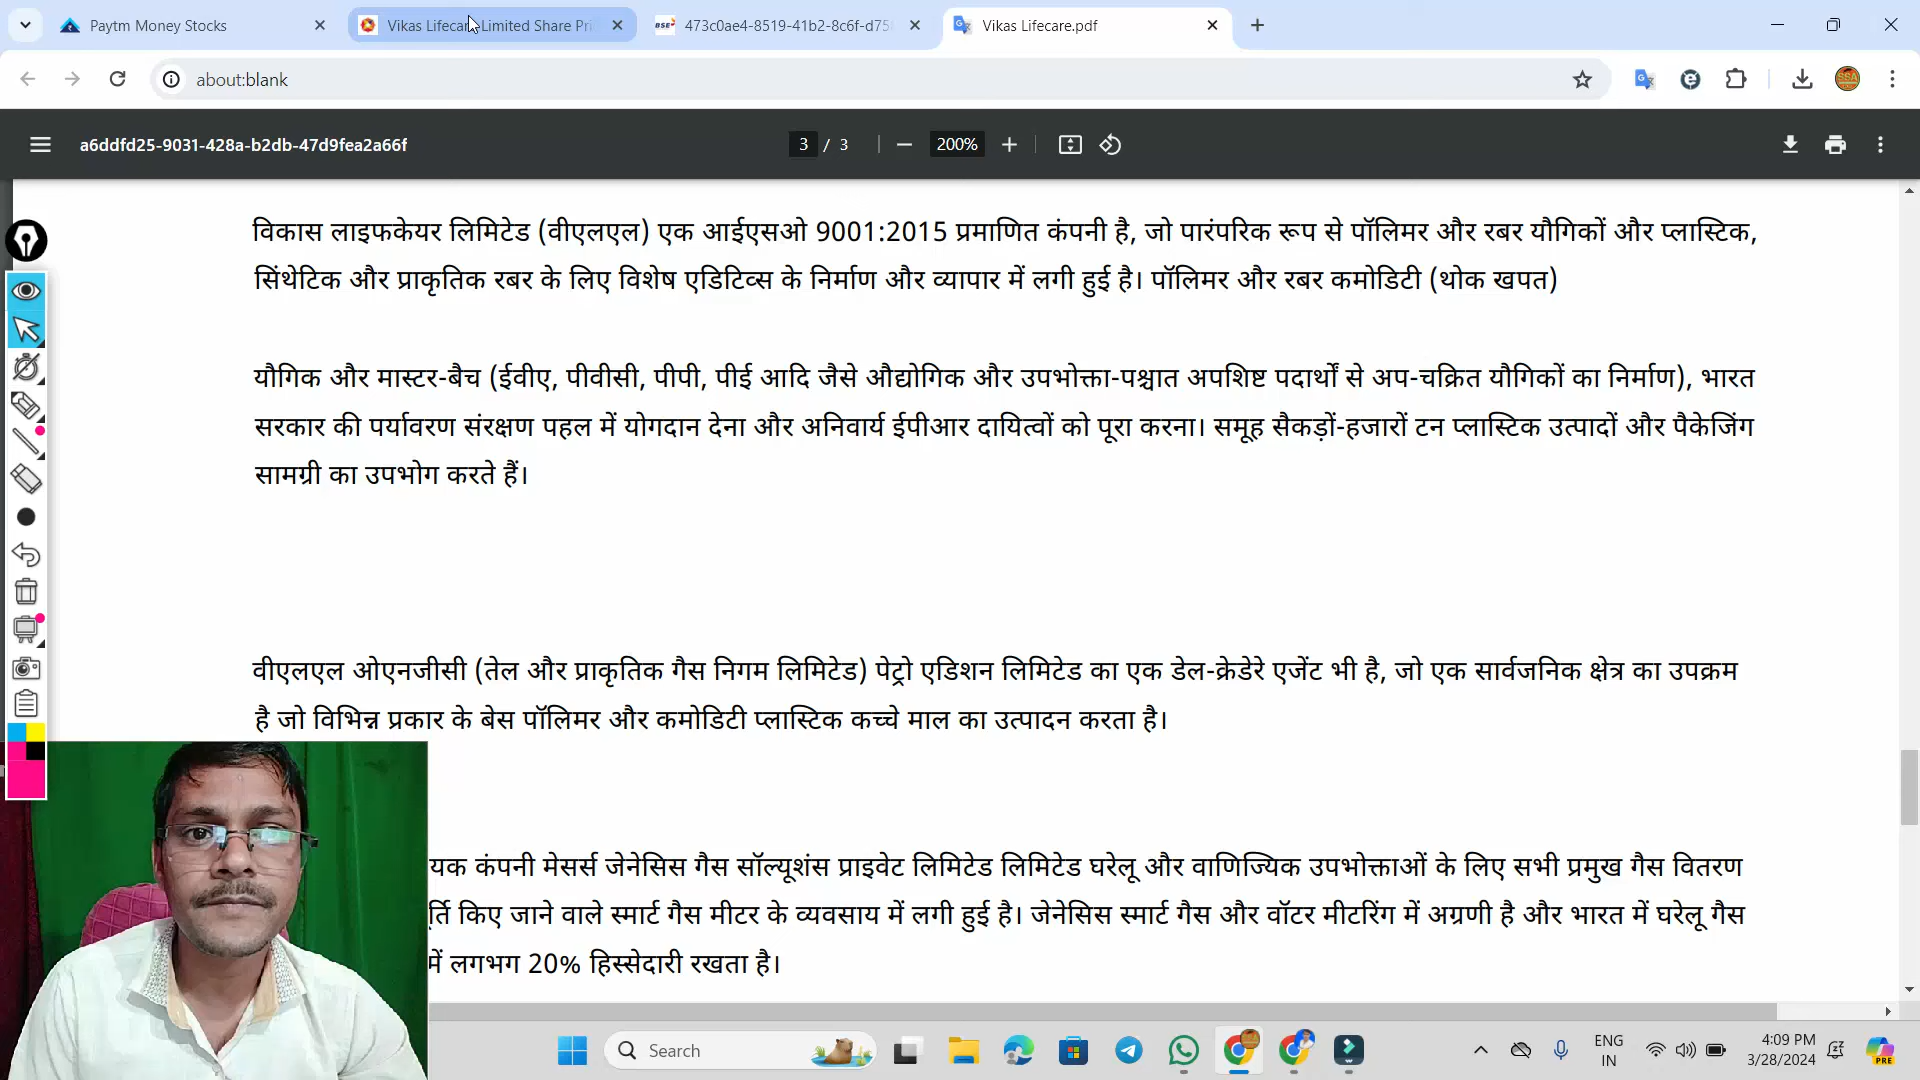 Paytm Money Stocks
Vikas Lifecare Limited Share Pri
BSE 473c0ae4-8519-41b2-8c6f-d75
Vikas Lifecare.pdf
about:blank
SSA
a6ddfd25-9031-428a-b2db-47d9fea2a66f
3 / 3
200%
विकास लाइफकेयर लिमिटेड (वीएलएल) एक आईएसओ 9001:2015 प्रमाणित कंपनी है, जो पारंपरिक रूप से पॉलिमर और रबर यौगिकों और प्लास्टिक,
सिंथेटिक और प्राकृतिक रबर के लिए विशेष एडिटिव्स के निर्माण और व्यापार में लगी हुई है। पॉलिमर और रबर कमोडिटी (थोक खपत)
यौगिक और मास्टर-बैच (ईवीए, पीवीसी, पीपी, पीई आदि जैसे औद्योगिक और उपभोक्ता-पश्चात अपशिष्ट पदार्थों से अप-चक्रित यौगिकों का निर्माण), भारत
सरकार की पर्यावरण संरक्षण पहल में योगदान देना और अनिवार्य ईपीआर दायित्वों को पूरा करना। समूह सैकड़ों-हजारों टन प्लास्टिक उत्पादों और पैकेजिंग
सामग्री का उपभोग करते हैं।
वीएलएल ओएनजीसी (तेल और प्राकृतिक गैस निगम लिमिटेड) पेट्रो एडिशन लिमिटेड का एक डेल-क्रेडेरे एजेंट भी है, जो एक सार्वजनिक क्षेत्र का उपक्रम
है जो विभिन्न प्रकार के बेस पॉलिमर और कमोडिटी प्लास्टिक कच्चे माल का उत्पादन करता है।
यक कंपनी मेसर्स जेनेसिस गैस सॉल्यूशंस प्राइवेट लिमिटेड लिमिटेड घरेलू और वाणिज्यिक उपभोक्ताओं के लिए सभी प्रमुख गैस वितरण
र्ति किए जाने वाले स्मार्ट गैस मीटर के व्यवसाय में लगी हुई है। जेनेसिस स्मार्ट गैस और वॉटर मीटरिंग में अग्रणी है और भारत में घरेलू गैस
में लगभग 20% हिस्सेदारी रखता है।
Search
ENG
IN
4:09 PM
3/28/2024
PRE